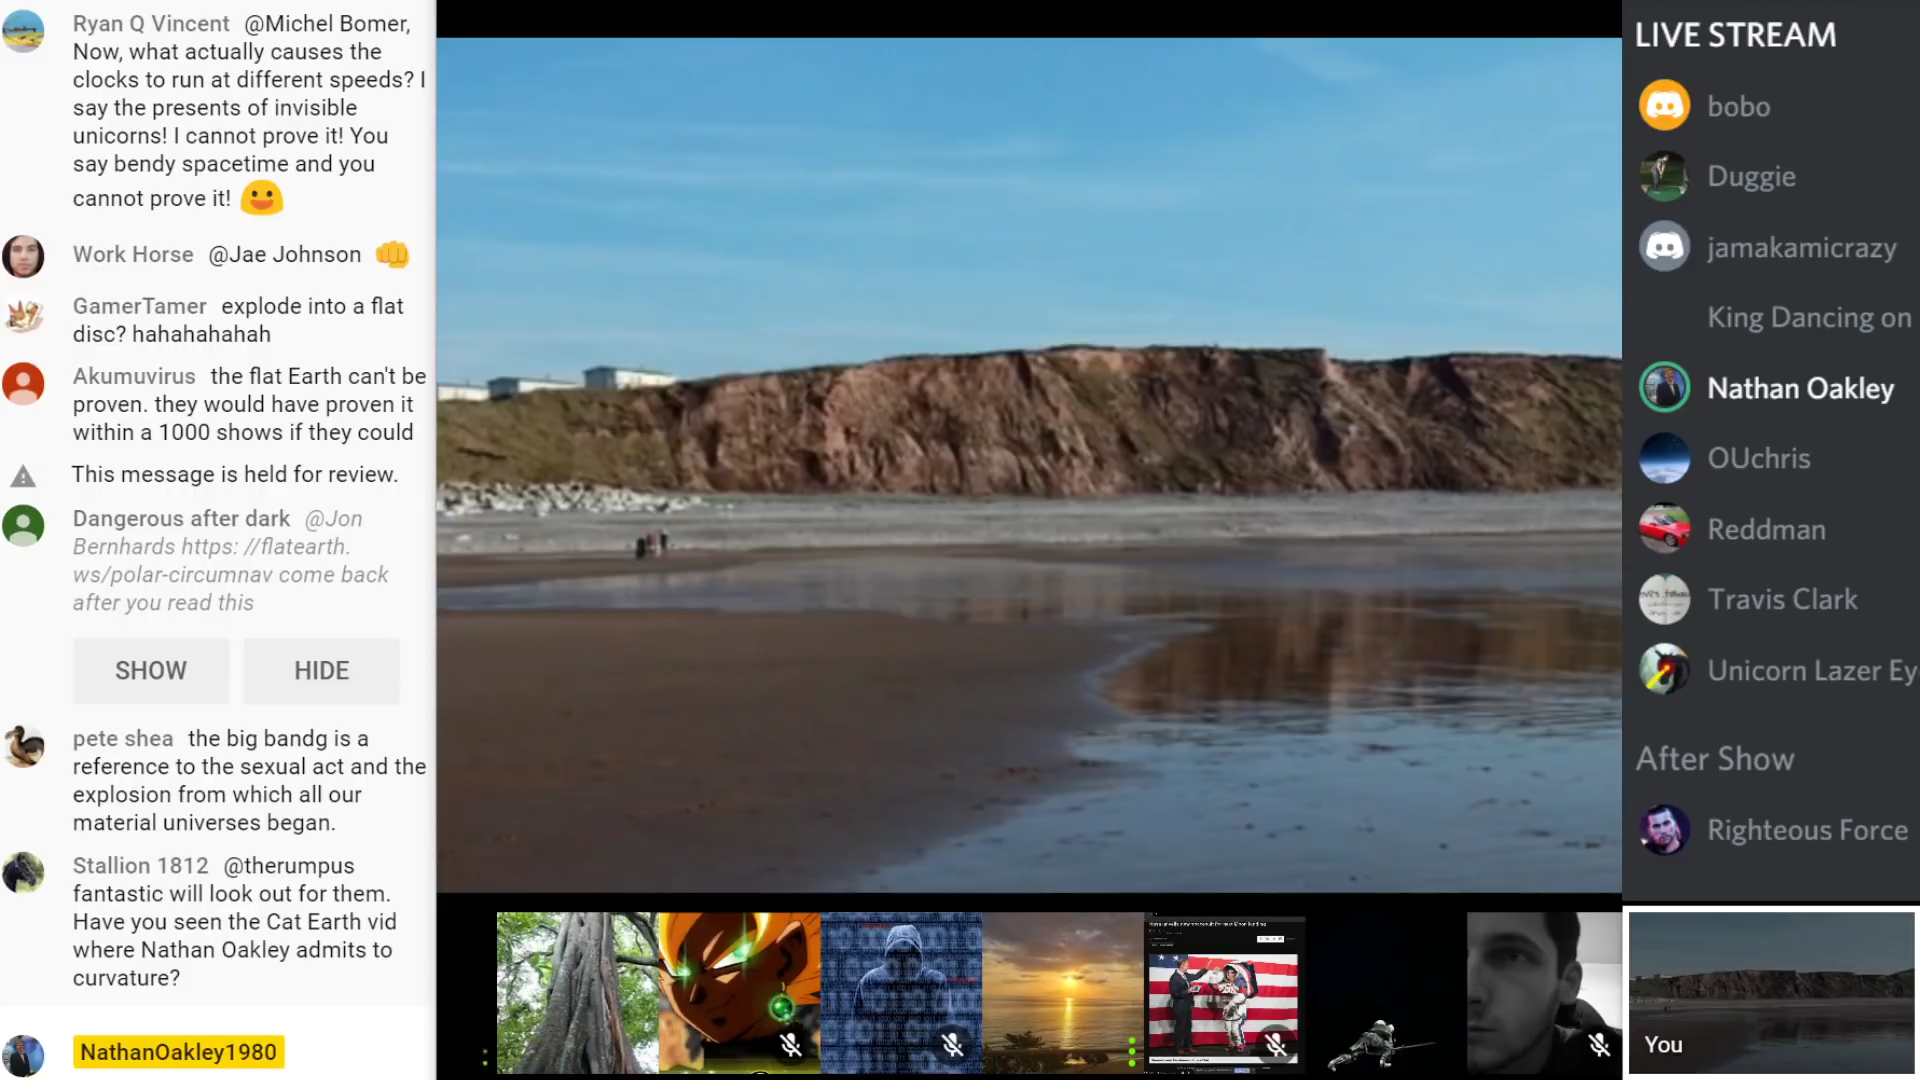 Ryan Q Vincent @Michel Bomer,
Now, what actually causes the
clocks to run at different speeds? I
say the presents of invisible
unicorns! I cannot prove it! You
say bendy spacetime and you
cannot prove it!
Work Horse @Jae Johnson
GamerTamer explode into a flat
disc? hahahahahah
Akumuvirus the flat Earth can't be
proven. they would have proven it
within a 1000 shows if they could
This message is held for review.
Dangerous after dark @Jon
Bernhards https: //flatearth.
ws/polar-circumnav come back
after you read this
SHOW HIDE
pete shea the big bandg is a
reference to the sexual act and the
explosion from which all our
material universes began.
Stallion 1812 @therumpus
fantastic will look out for them.
Have you seen the Cat Earth vid
where Nathan Oakley admits to
curvature?
NathanOakley1980
LIVE STREAM
bobo
Duggie
jamakamicrazy
King Dancing on
Nathan Oakley
OUchris
Reddman
Travis Clark
Unicorn Lazer Ey
After Show
Righteous Force
You